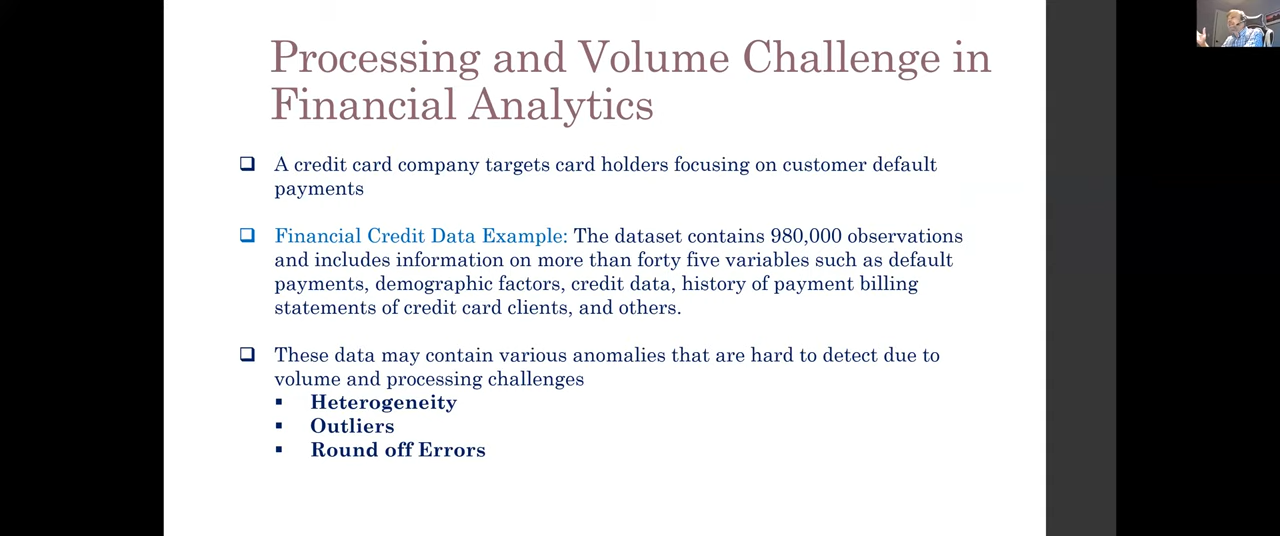 Processing and Volume Challenge in
Financial Analytics
A credit card company targets card holders focusing on customer default
payments
Financial Credit Data Example: The dataset contains 980,000 observations
and includes information on more than forty five variables such as default
payments, demographic factors, credit data, history of payment billing
statements of credit card clients, and others.
These data may contain various anomalies that are hard to detect due to
volume and processing challenges
Heterogeneity
Outliers
Round off Errors